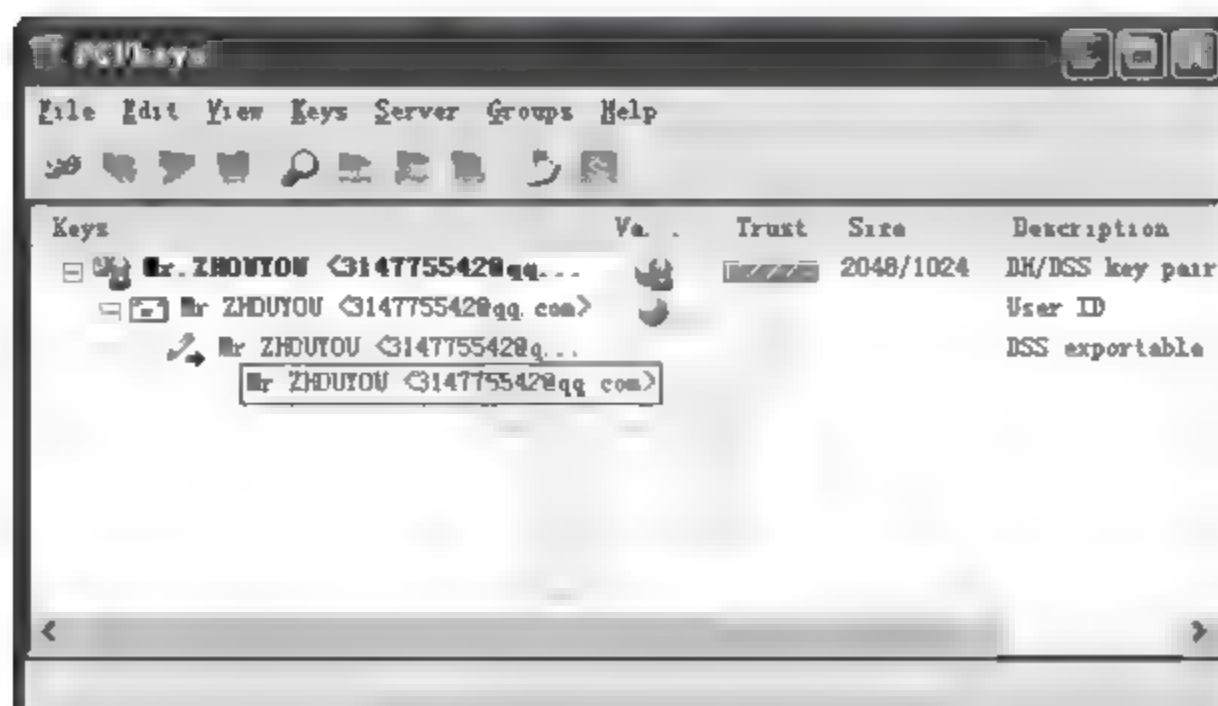 PGPkeys
File Edit View Keys Server Groups Help
Keys Va... Trust Size Description
Mr.ZHOUYOU <314775542@qq... 2048/1024 DH/DSS key pair
Mr ZHOUYOU <314775542@qq.com> User ID
Mr ZHOUYOU <314775542@q... DSS exportable
Mr ZHOUYOU <314775542@qq com>